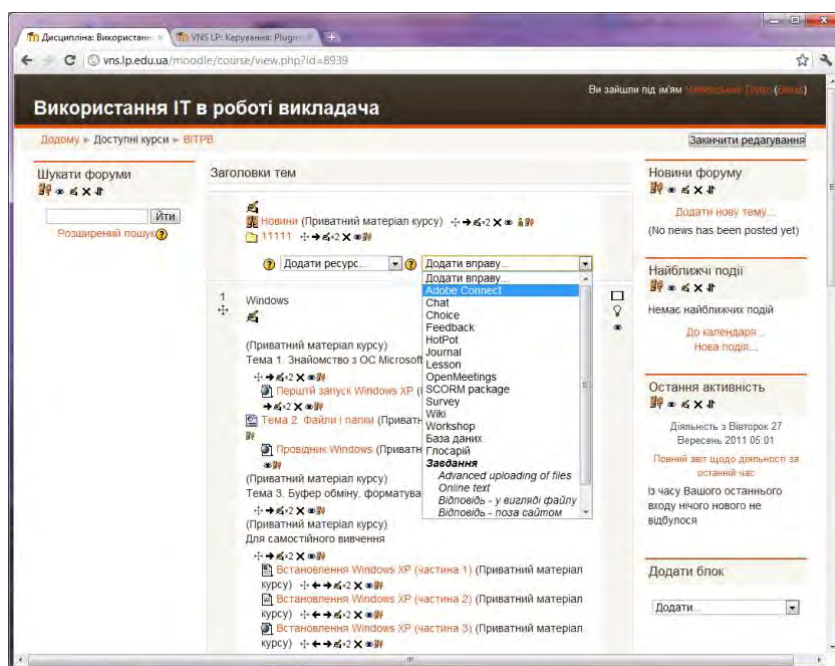 Дисципліна: Використанн
VNS LP: Керування: Plugin
vns.lp.edu.ua/moodle/course/view.php?id=8939
Ви зайшли під ім'ям
Використання ІТ в роботі викладача
Додому ► Доступні курси ► ВІТРВ
Закінчити редагування
Шукати форуми
Йти
Розширений пошук
Заголовки тем
Новини (Приватний матеріал курсу)
11111
Додати ресурс...
Додати вправу...
Додати вправу...
Adobe Connect
Chat
Choice
Feedback
HotPot
Journal
Lesson
OpenMeetings
SCORM package
Survey
Wiki
Workshop
База даних
Глосарій
Завдання
Advanced uploading of files
Online text
Відповідь - у вигляді файлу
Відповідь - поза сайтом
1
Windows
(Приватний матеріал курсу)
Тема 1. Знайомство з ОС Microsoft
Перштй запуск Windows XP (
Тема 2. Файли і папки (Приватн
Провідник Windows (Приватн
(Приватний матеріал курсу)
Тема 3. Буфер обміну, форматува
(Приватний матеріал курсу)
Для самостійного вивчення
Встановлення Windows XP (частина 1) (Приватний матеріал
курсу)
Встановлення Windows XP (частина 2) (Приватний матеріал
курсу)
Встановлення Windows XP (частина 3) (Приватний матеріал
курсу)
Новини форуму
Додати нову тему...
(No news has been posted yet)
Найближчі події
Немає найближчих подій
До календаря...
Нова подія...
Остання активність
Діяльність з Вівторок 27
Вересень 2011 05:01
Повний звіт щодо діяльності за
останній час
Із часу Вашого останнього
входу нічого нового не
відбулося
Додати блок
Додати...